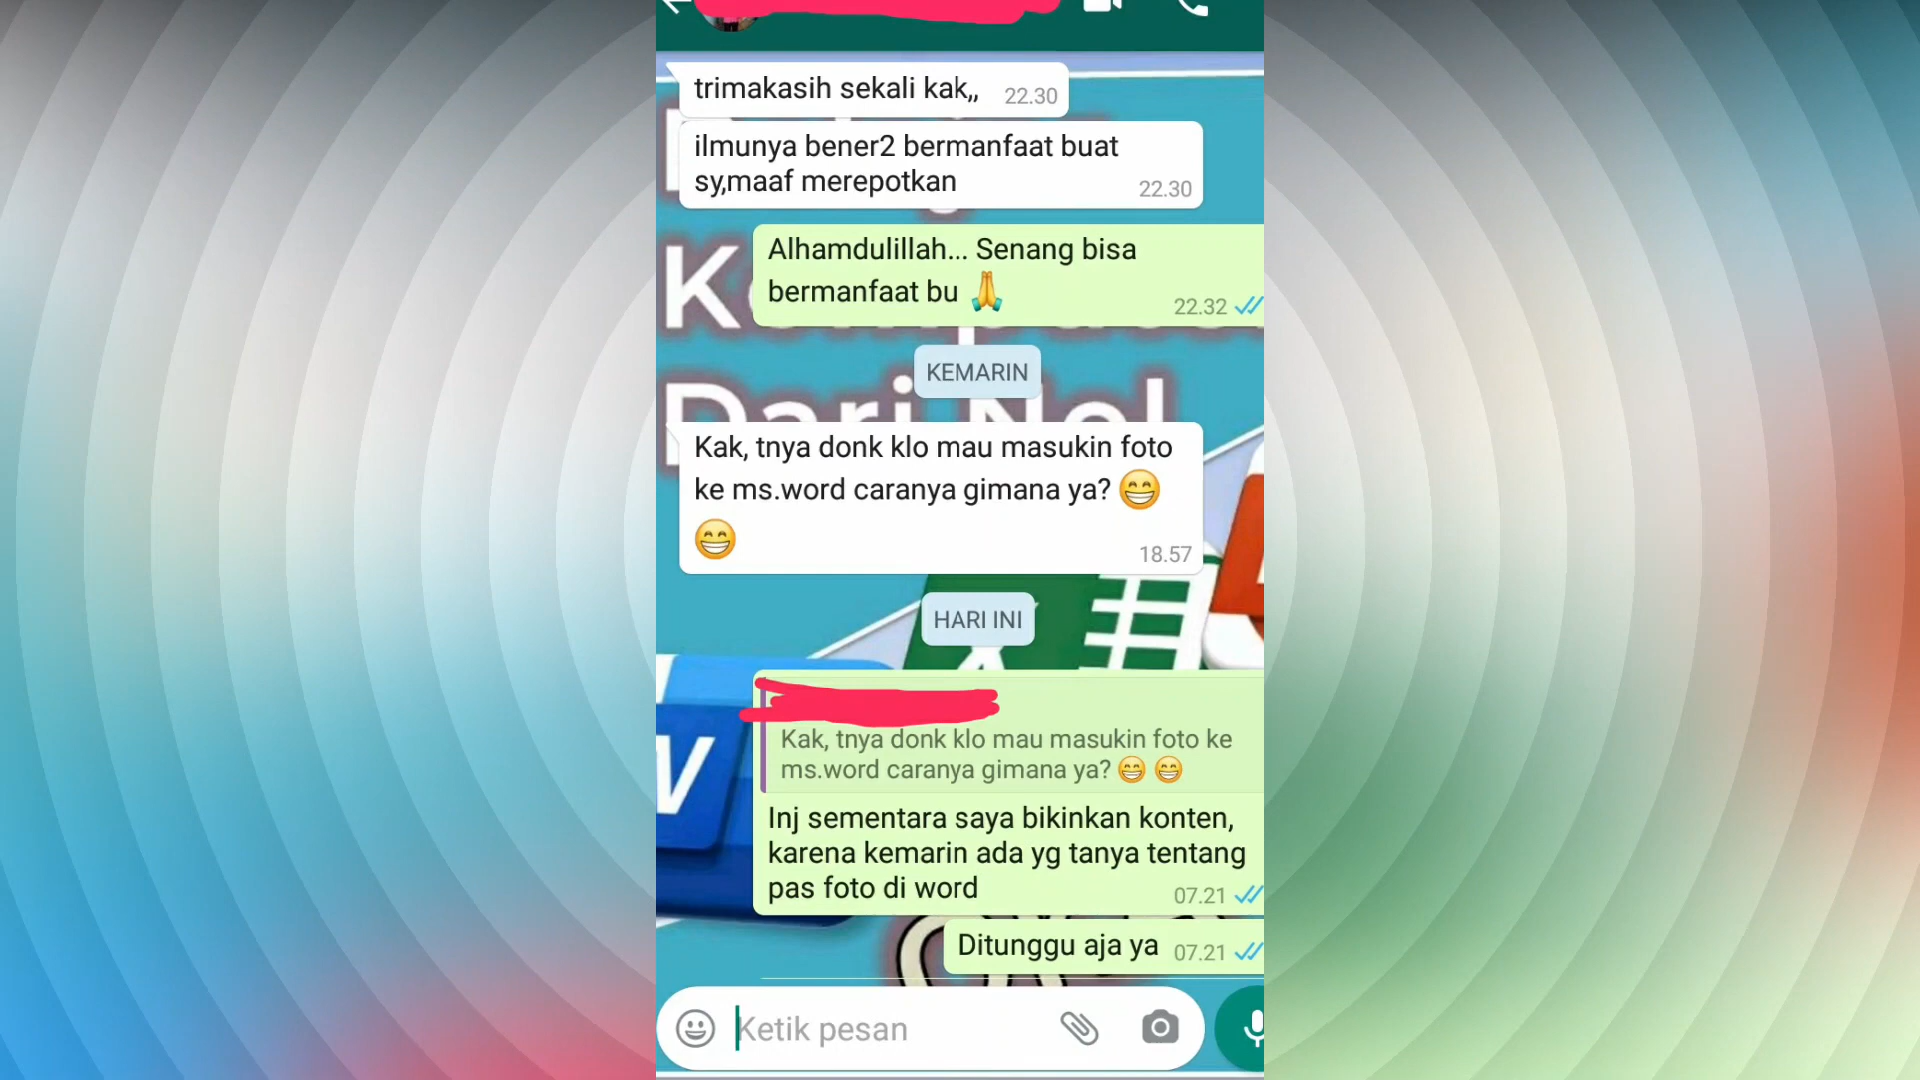 trimakasih sekali kak,, 22.30
ilmunya bener2 bermanfaat buat
sy,maaf merepotkan 22.30
Alhamdulillah... Senang bisa
bermanfaat bu 🙏 22.32
KEMARIN
Dari Nol
Kak, tnya donk klo mau masukin foto
ke ms.word caranya gimana ya? 😁
😁 18.57
HARI INI
Kak, tnya donk klo mau masukin foto ke
ms.word caranya gimana ya? 😁 😁
W
Inj sementara saya bikinkan konten,
karena kemarin ada yg tanya tentang
pas foto di word 07.21
Ditunggu aja ya 07.21
Ketik pesan